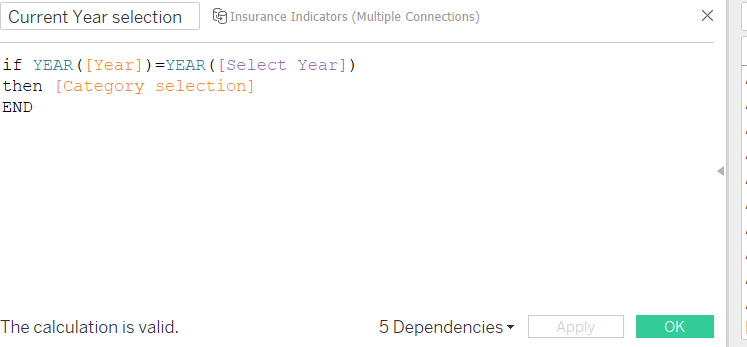 Current Year selection
Insurance Indicators (Multiple Connections)
if YEAR([Year])=YEAR([Select Year])
then [Category selection]
END
The calculation is valid.
5 Dependencies
Apply
OK